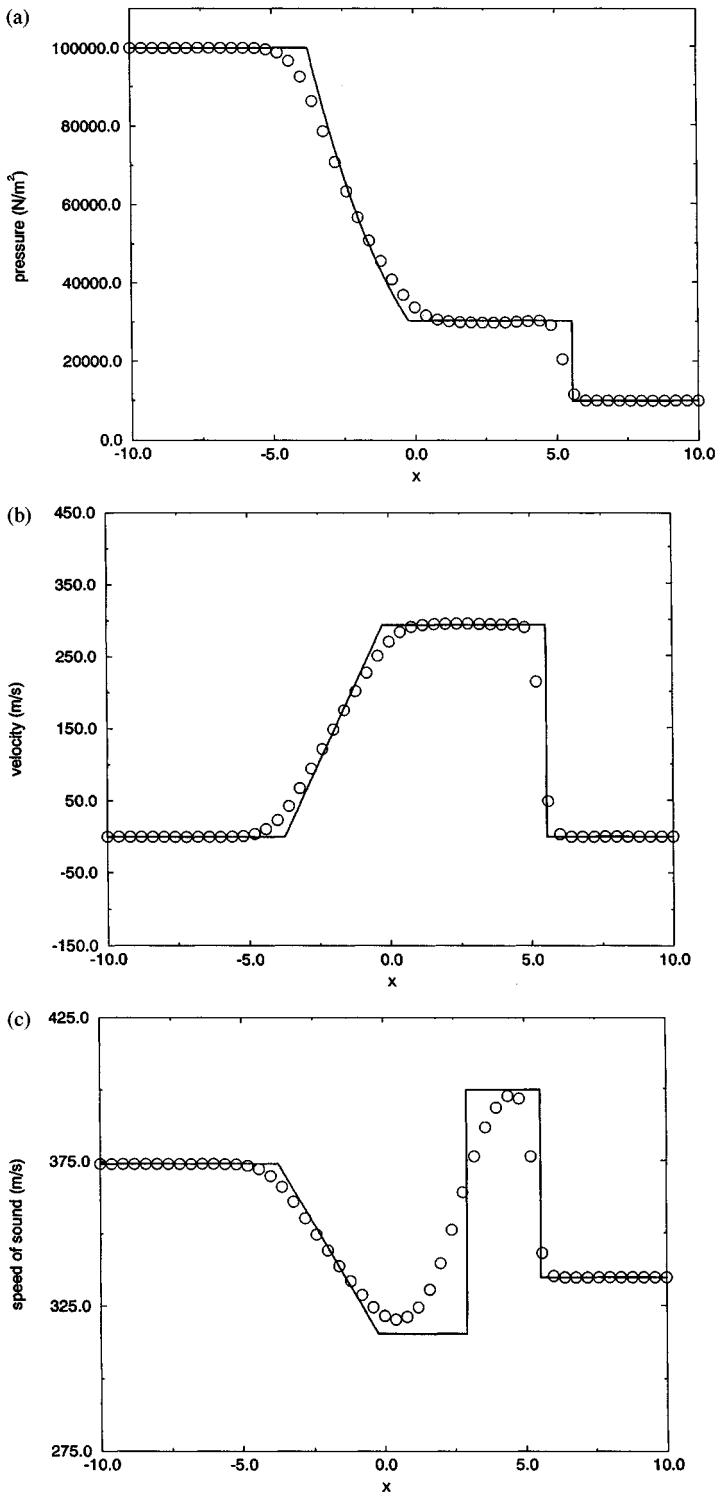 (a)
100000.0
80000.0
60000.0
40000.0
20000.0
0.0
pressure (N/m²)
-10.0 -5.0 0.0 5.0 10.0
x
(b)
450.0
350.0
250.0
150.0
50.0
-50.0
-150.0
velocity (m/s)
-10.0 -5.0 0.0 5.0 10.0
x
(c)
425.0
375.0
325.0
275.0
speed of sound (m/s)
-10.0 -5.0 0.0 5.0 10.0
x